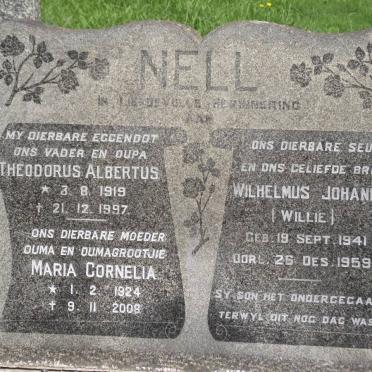 NELL
IN LIEFDEVOLLE HERINNERING
AAN
MY DIERBARE EGGENOOT
ONS VADER EN OUPA
THEODORUS ALBERTUS
* 3. 8. 1919
† 21. 12. 1997
ONS DIERBARE MOEDER
OUMA EN OUMAGROOTJIE
MARIA CORNELIA
* 1. 2. 1924
† 9. 11. 2008
ONS DIERBARE SEU
EN ONS GELIEFDE BR
WILHELMUS JOHAN
(WILLIE)
GEB. 19 SEPT. 1941
OORL. 26 DES. 1959
SY SON HET ONDERGEGAA
TERWYL DIT NOG DAG WAS